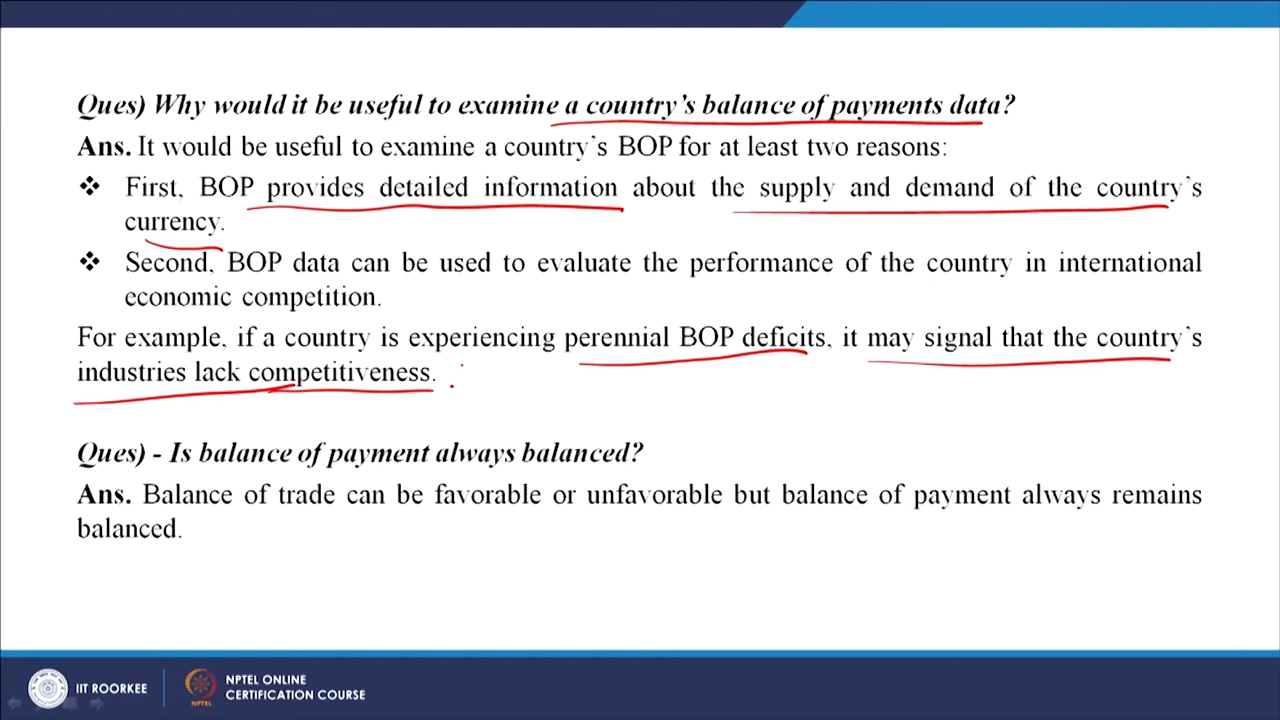 Ques) Why would it be useful to examine a country's balance of payments data?
Ans. It would be useful to examine a country's BOP for at least two reasons:
❖ First, BOP provides detailed information about the supply and demand of the country's
currency.
❖ Second, BOP data can be used to evaluate the performance of the country in international
economic competition.
For example, if a country is experiencing perennial BOP deficits, it may signal that the country's
industries lack competitiveness.
Ques) - Is balance of payment always balanced?
Ans. Balance of trade can be favorable or unfavorable but balance of payment always remains
balanced.
IIT ROORKEE
NPTEL
NPTEL ONLINE
CERTIFICATION COURSE